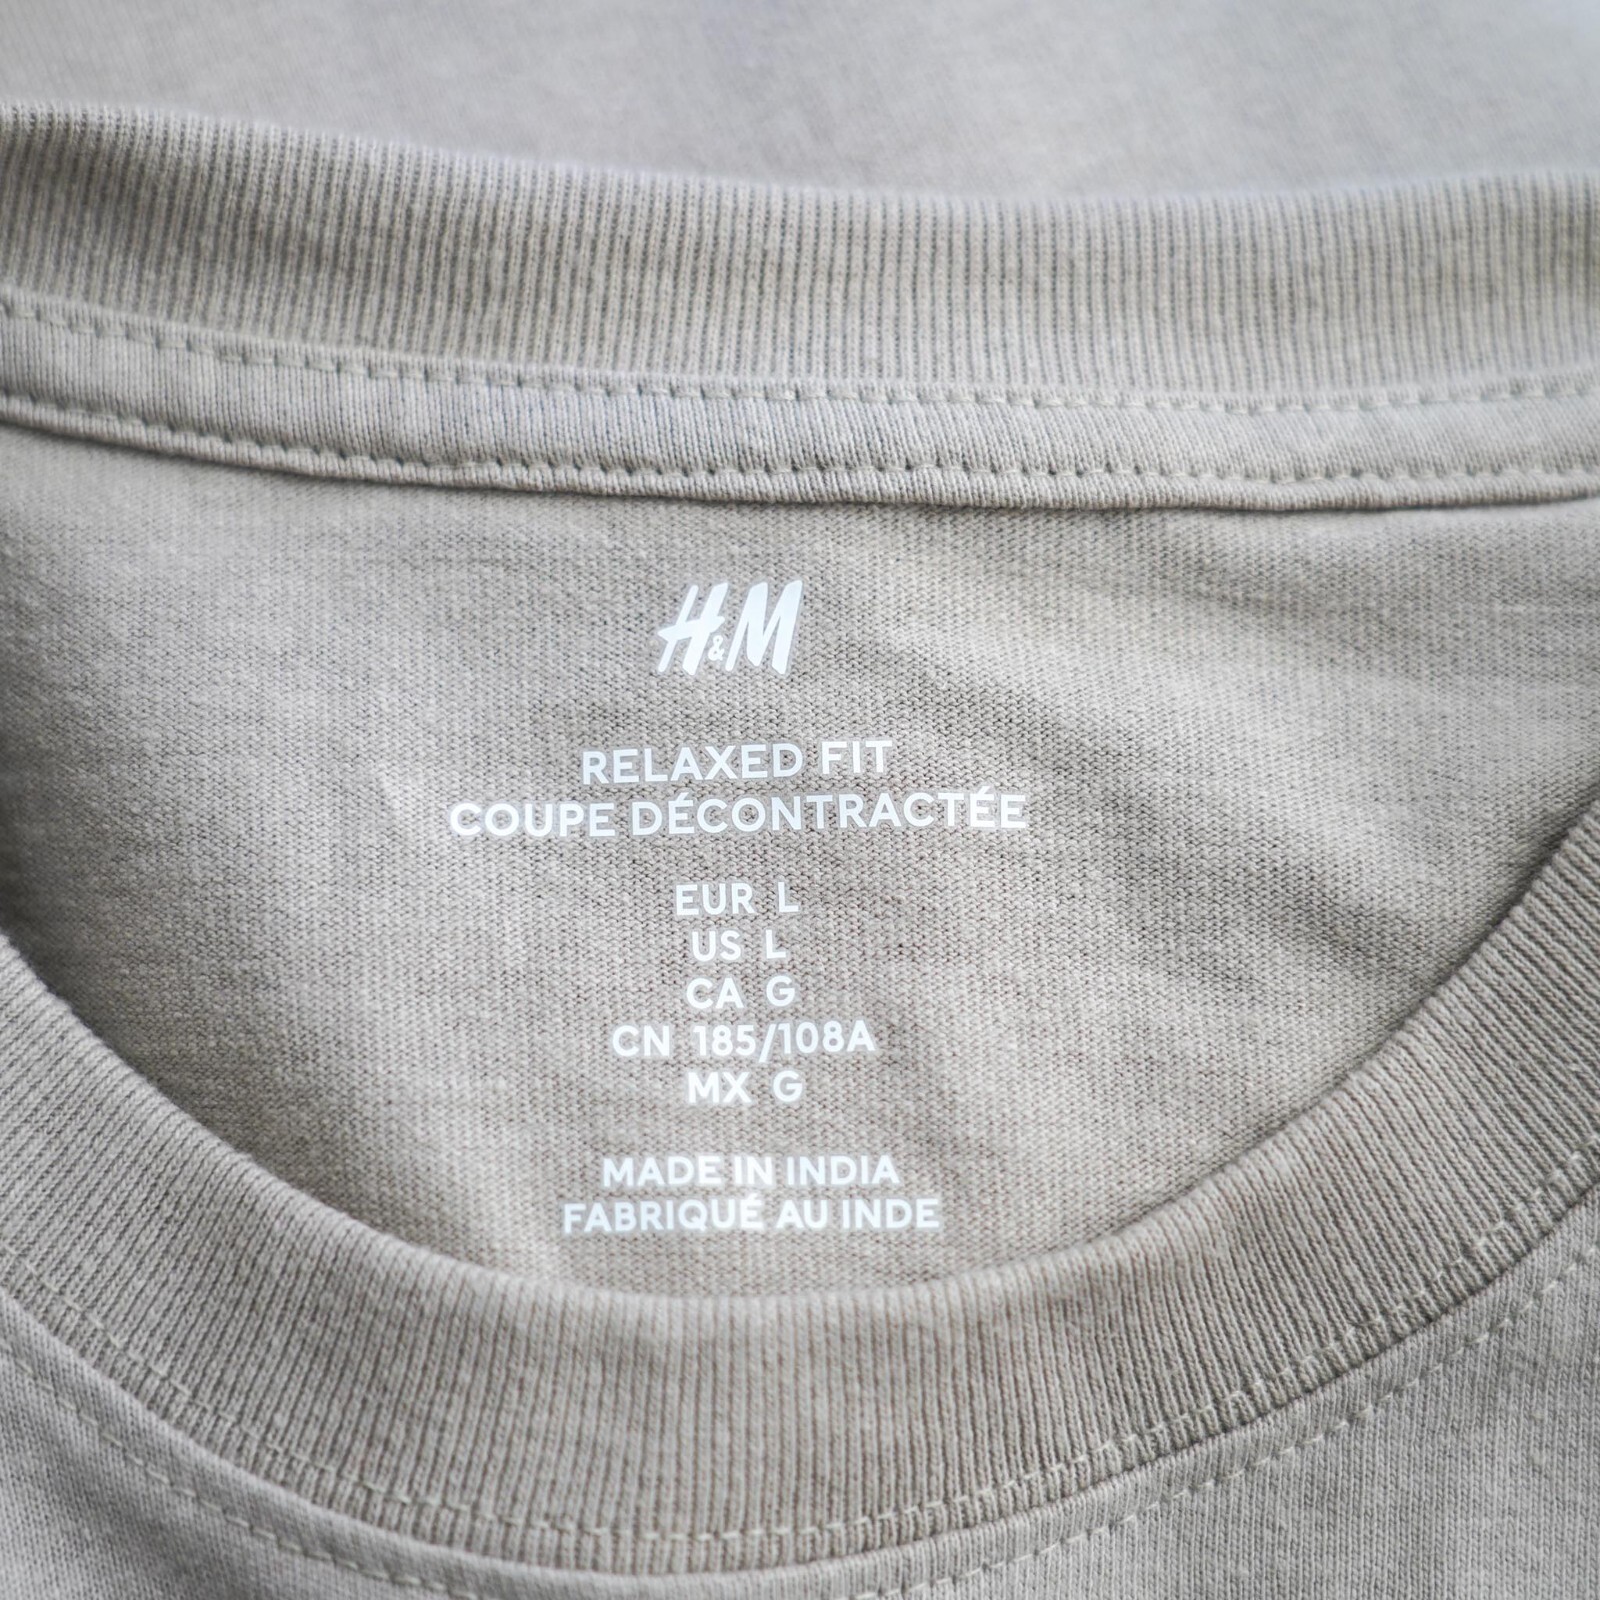 H&M
RELAXED FIT
COUPE DÉCONTRACTÉE
EUR L
US L
CA G
CN 185/108A
MX G
MADE IN INDIA
FABRIQUÉ AU INDE